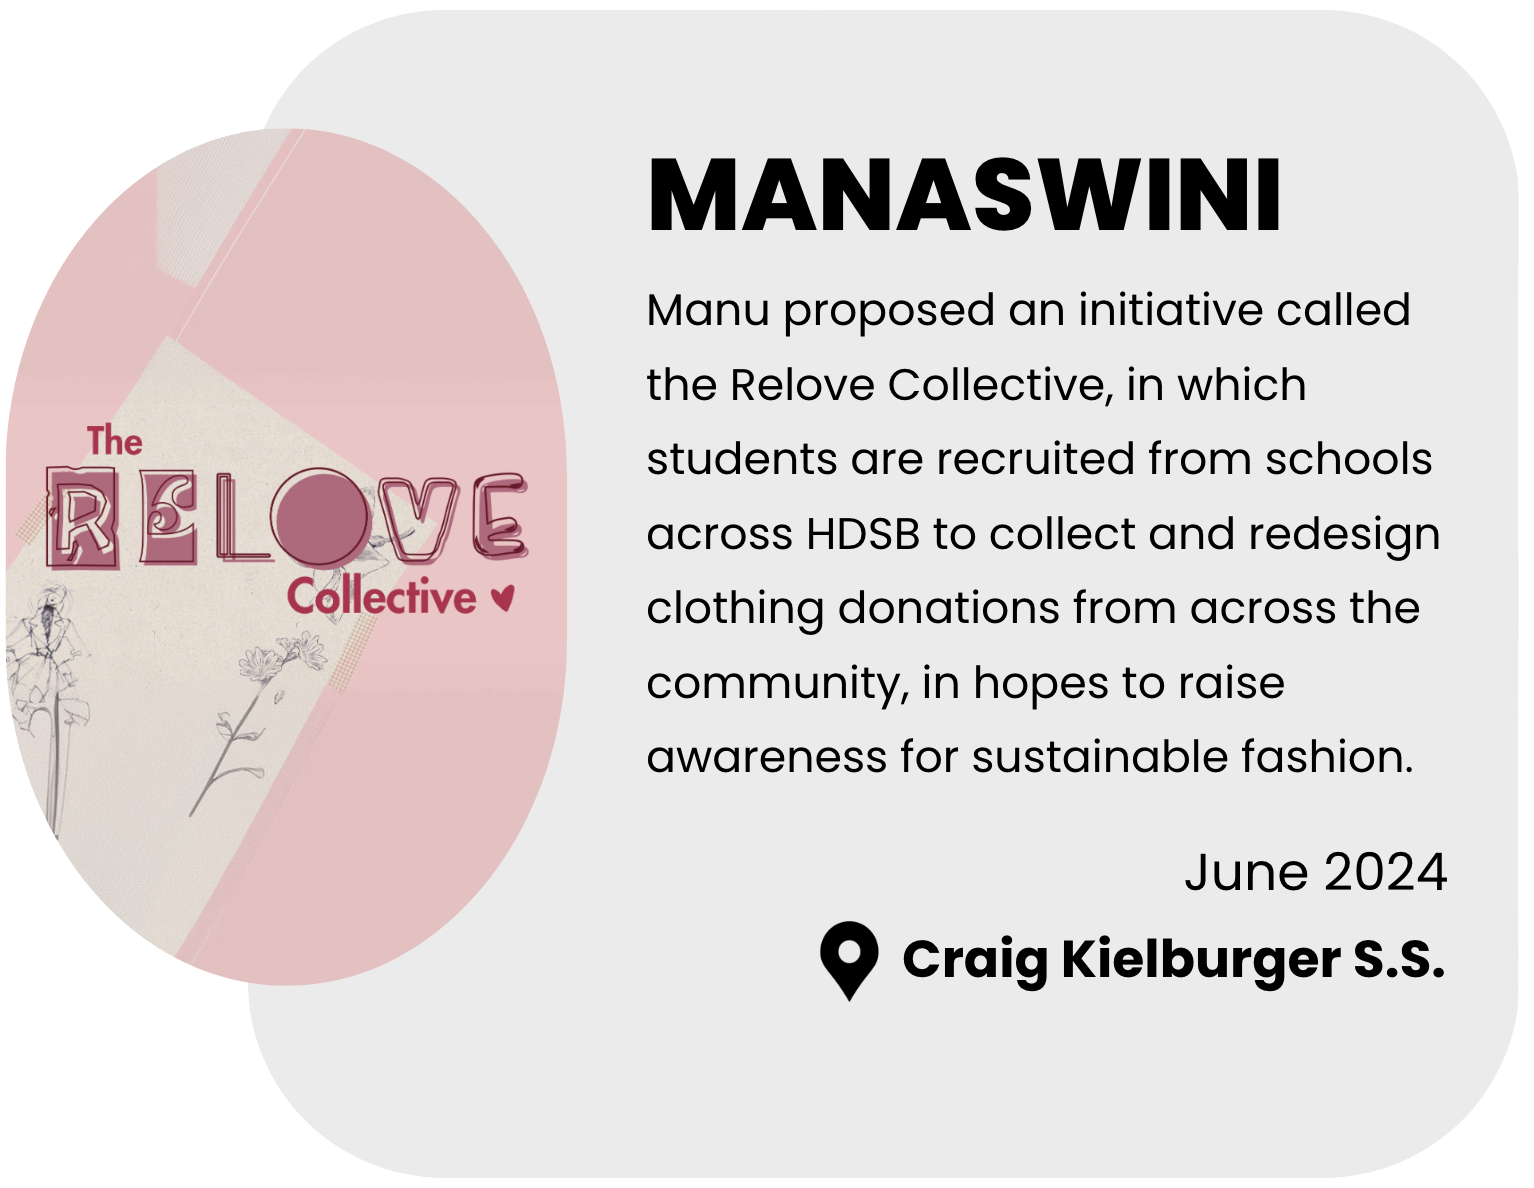 The
RELOVE
Collective
MANASWINI
Manu proposed an initiative called
the Relove Collective, in which
students are recruited from schools
across HDSB to collect and redesign
clothing donations from across the
community, in hopes to raise
awareness for sustainable fashion.
June 2024
Craig Kielburger S.S.